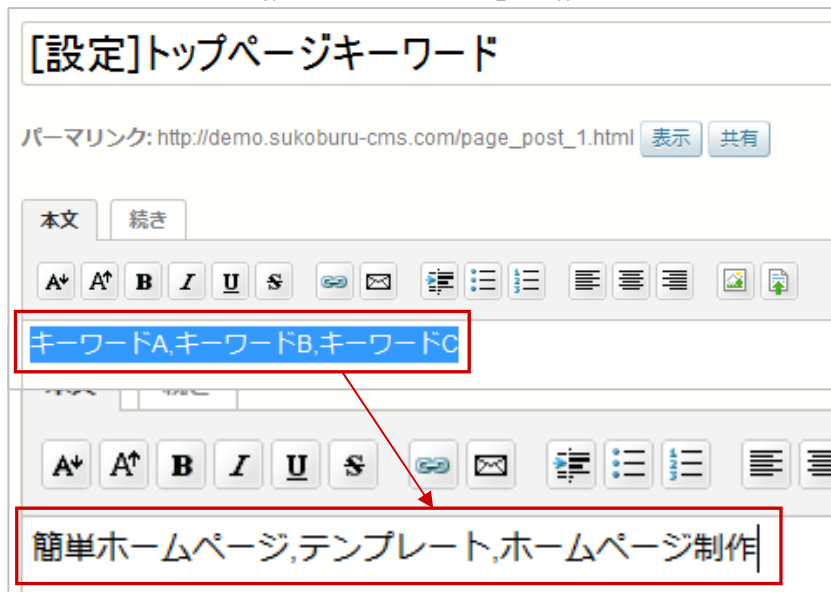 [設定]トップページキーワード
パーマリンク: http://demo.sukoburu-cms.com/page_post_1.html 表示 共有
本文 続き
A A B I U S
キーワードA,キーワードB,キーワードC
A A B I U S
簡単ホームページ,テンプレート,ホームページ制作